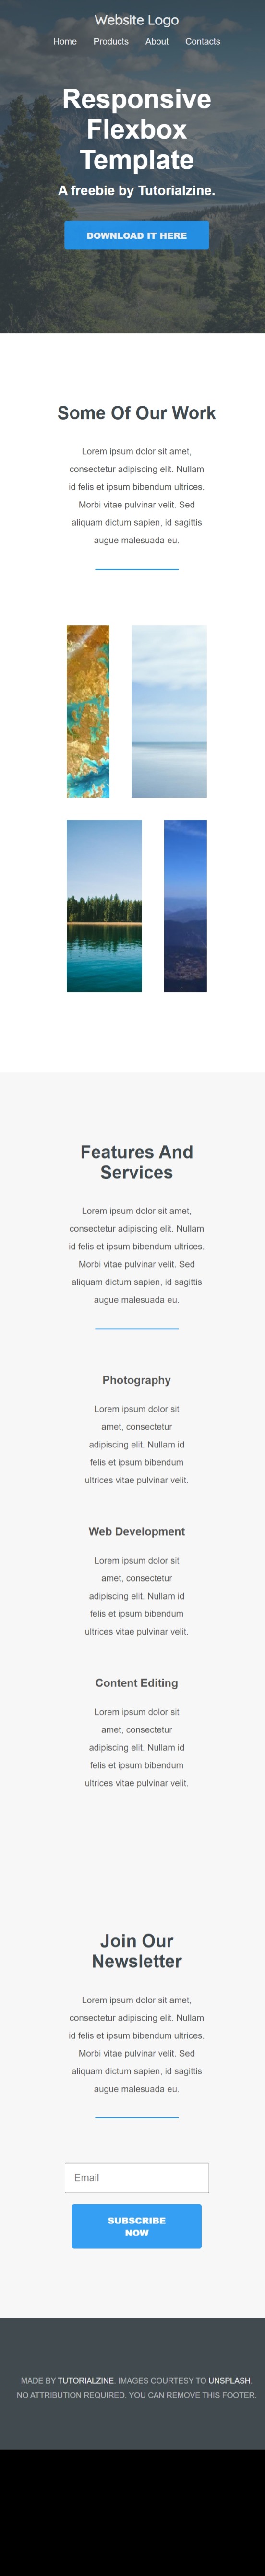 Website Logo
Home Products About Contacts
Responsive
Flexbox
Template
A freebie by Tutorialzine.
DOWNLOAD IT HERE
Some Of Our Work
Lorem ipsum dolor sit amet,
consectetur adipiscing elit. Nullam
id felis et ipsum bibendum ultrices.
Morbi vitae pulvinar velit. Sed
aliquam dictum sapien, id sagittis
augue malesuada eu.
Features And
Services
Lorem ipsum dolor sit amet,
consectetur adipiscing elit. Nullam
id felis et ipsum bibendum ultrices.
Morbi vitae pulvinar velit. Sed
aliquam dictum sapien, id sagittis
augue malesuada eu.
Photography
Lorem ipsum dolor sit
amet, consectetur
adipiscing elit. Nullam id
felis et ipsum bibendum
ultrices vitae pulvinar velit.
Web Development
Lorem ipsum dolor sit
amet, consectetur
adipiscing elit. Nullam id
felis et ipsum bibendum
ultrices vitae pulvinar velit.
Content Editing
Lorem ipsum dolor sit
amet, consectetur
adipiscing elit. Nullam id
felis et ipsum bibendum
ultrices vitae pulvinar velit.
Join Our
Newsletter
Lorem ipsum dolor sit amet,
consectetur adipiscing elit. Nullam
id felis et ipsum bibendum ultrices.
Morbi vitae pulvinar velit. Sed
aliquam dictum sapien, id sagittis
augue malesuada eu.
Email
SUBSCRIBE
NOW
MADE BY TUTORIALZINE. IMAGES COURTESY TO UNSPLASH.
NO ATTRIBUTION REQUIRED. YOU CAN REMOVE THIS FOOTER.